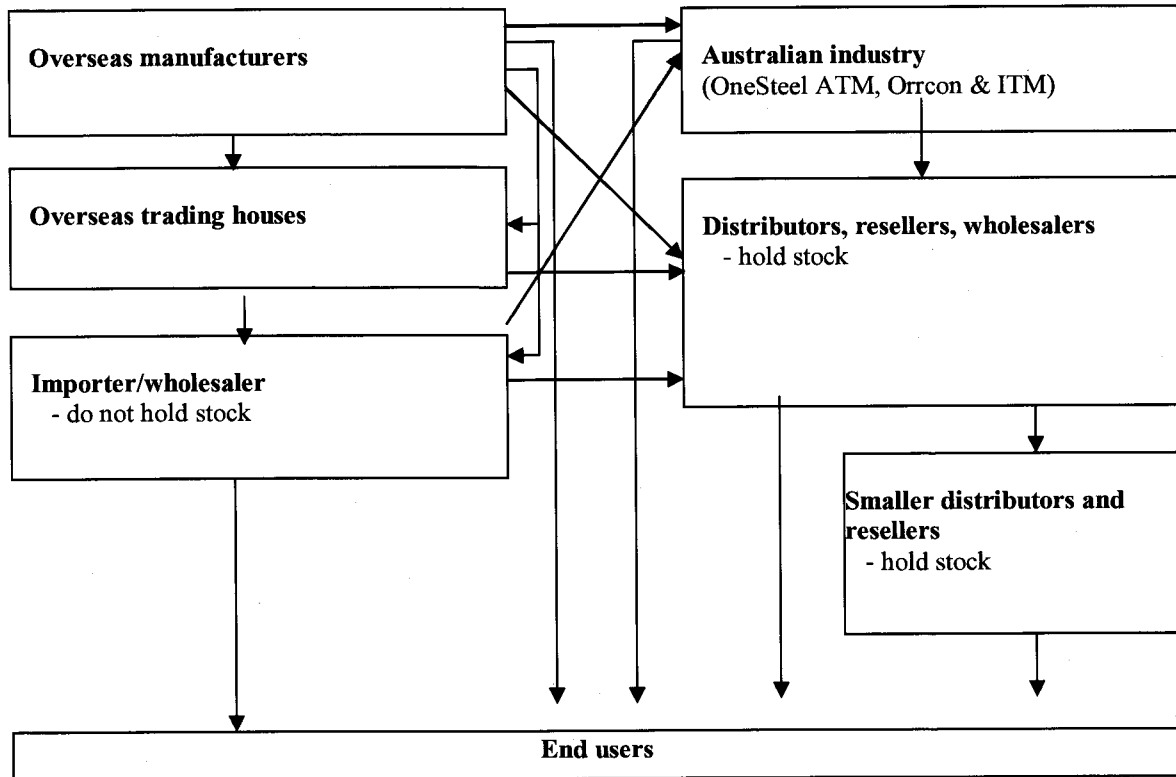 Overseas manufacturers
Australian industry
(OneSteel ATM, Orrcon & ITM)
Overseas trading houses
Distributors, resellers, wholesalers
- hold stock
Importer/wholesaler
- do not hold stock
Smaller distributors and
resellers
- hold stock
End users